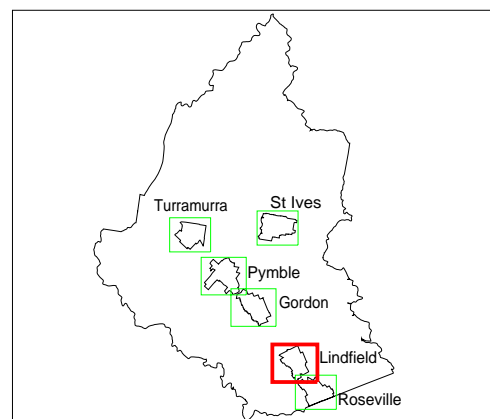 Turramurra
St Ives
Pymble
Gordon
Lindfield
Roseville